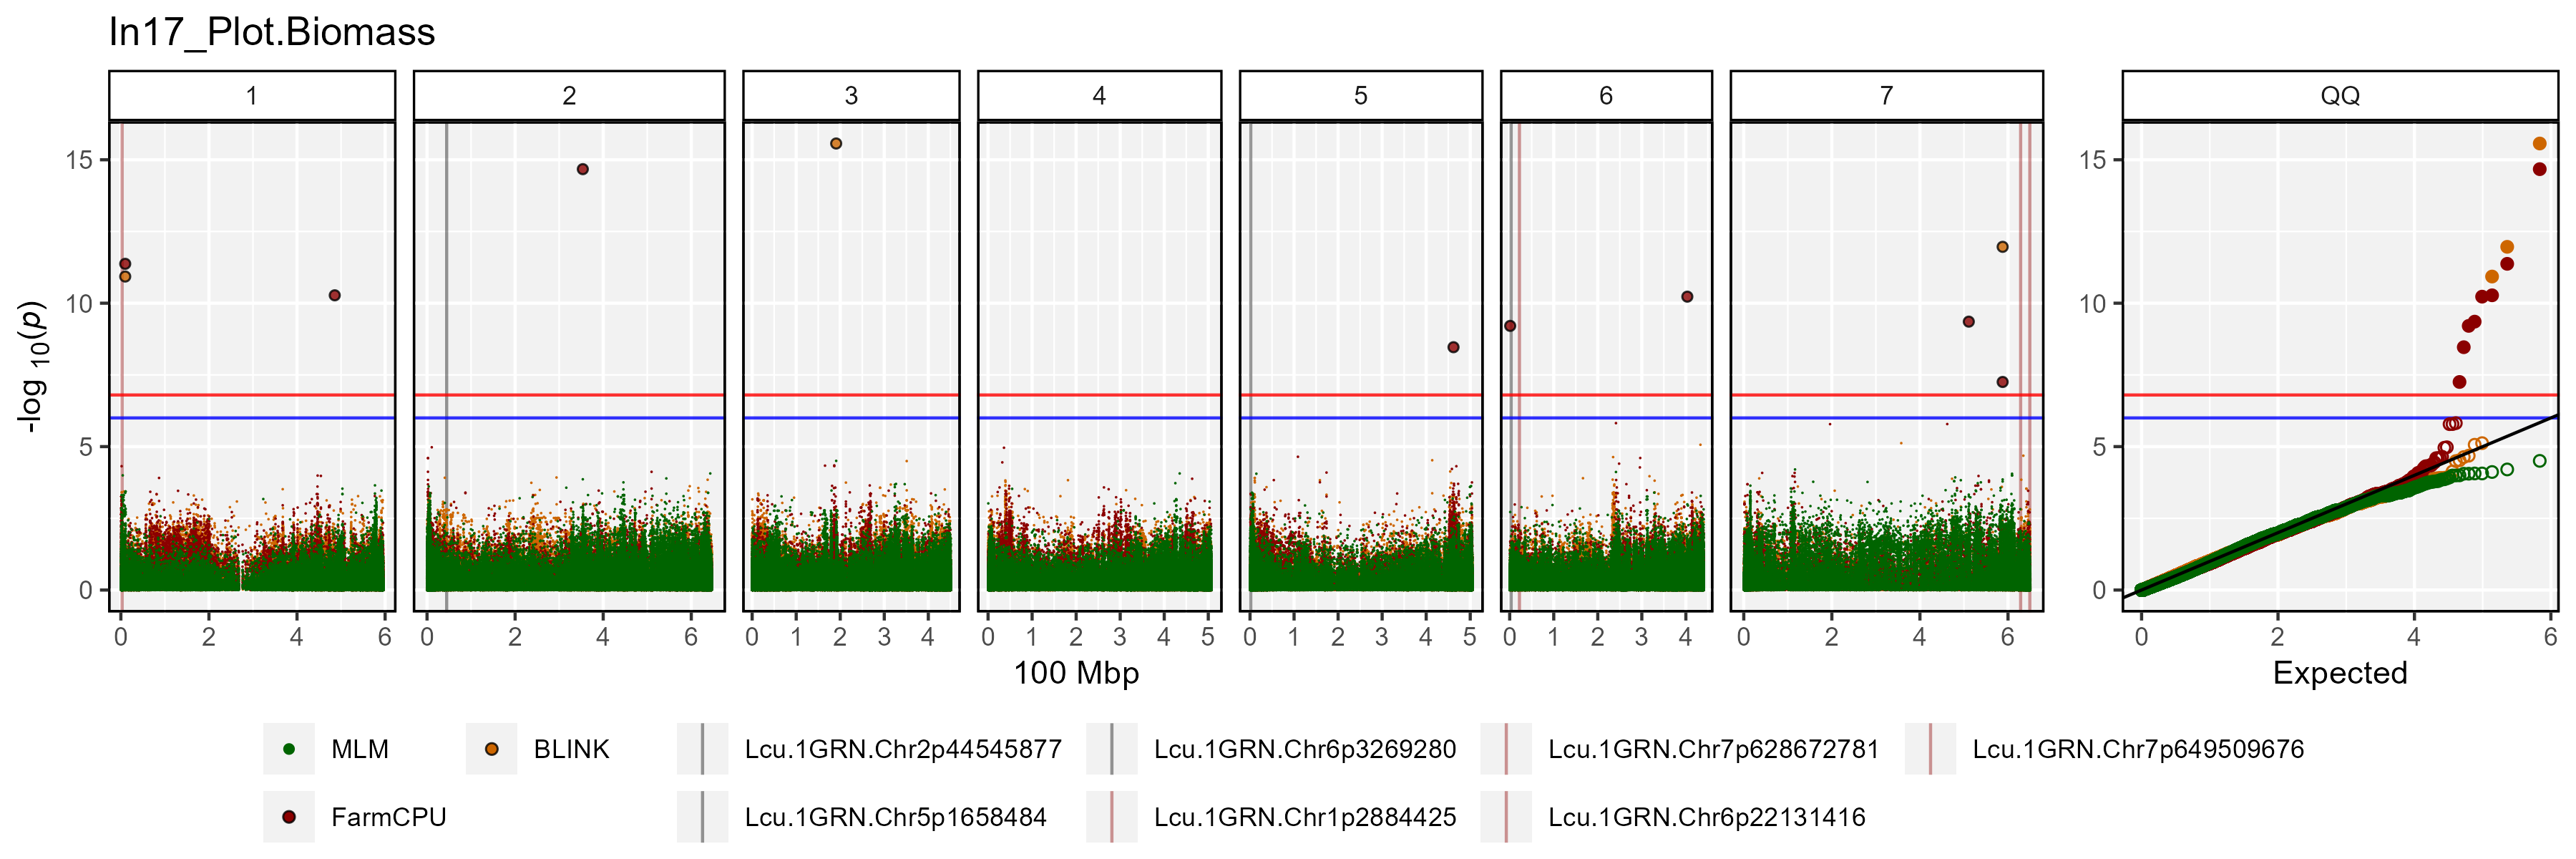 In17_Plot.Biomass
1 2 3 4 5 6 7 QQ
-log 10(p)
15 10 5 0
15 10 5 0
0 2 4 6 0 2 4 6 0 1 2 3 4 0 1 2 3 4 5 0 1 2 3 4 5 0 1 2 3 4 0 2 4 6 0 2 4 6
100 Mbp Expected
MLM BLINK Lcu.1GRN.Chr2p44545877 Lcu.1GRN.Chr6p3269280 Lcu.1GRN.Chr7p628672781 Lcu.1GRN.Chr7p649509676
FarmCPU Lcu.1GRN.Chr5p1658484 Lcu.1GRN.Chr1p2884425 Lcu.1GRN.Chr6p22131416